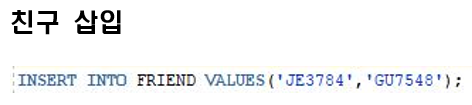 친구 삽입
INSERT INTO FRIEND VALUES('JE3784','GU7548');